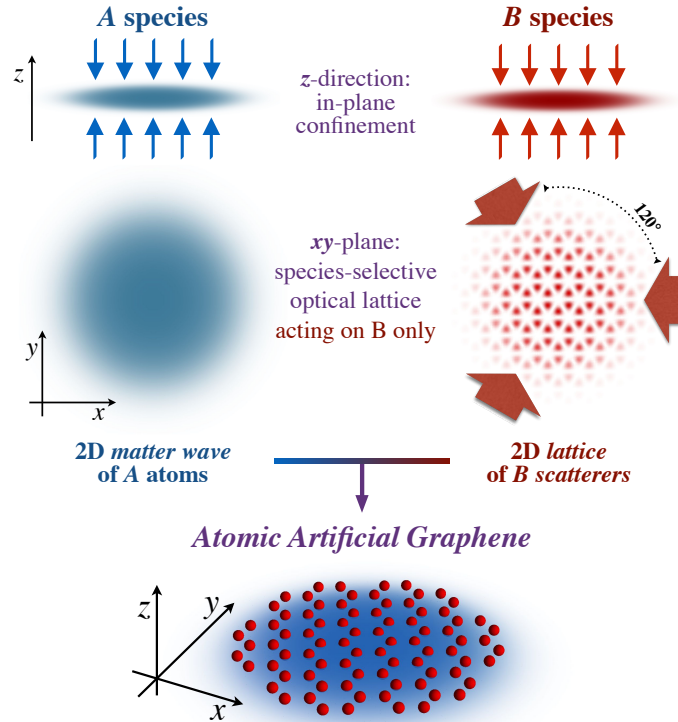 A species
B species
z
z-direction:
in-plane
confinement
120°
xy-plane:
species-selective
optical lattice
acting on B only
y
x
2D matter wave
of A atoms
2D lattice
of B scatterers
Atomic Artificial Graphene
z
y
x